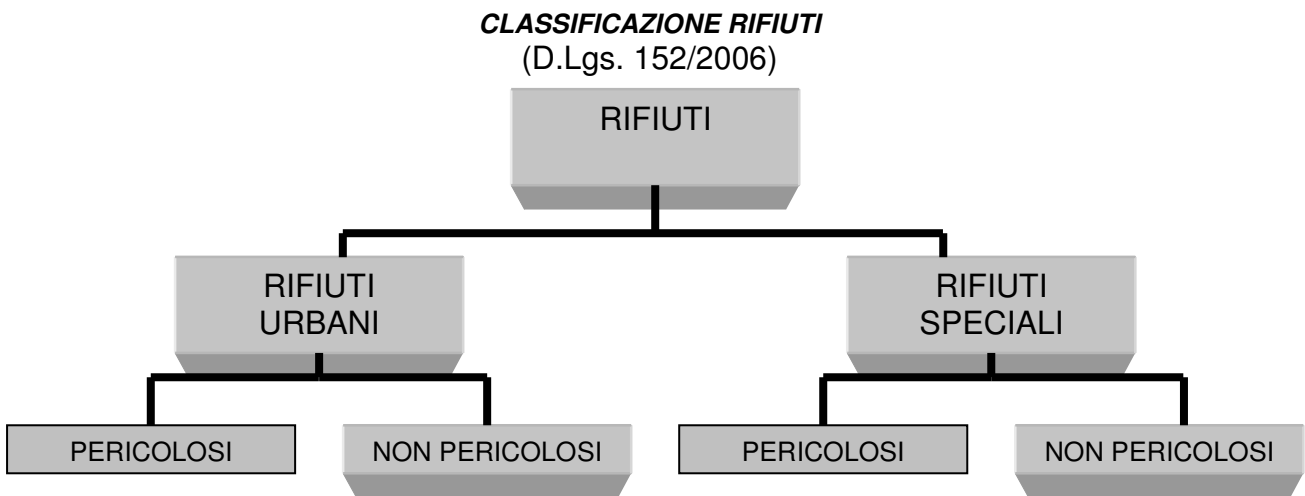 CLASSIFICAZIONE RIFIUTI
(D.Lgs. 152/2006)
RIFIUTI
RIFIUTI
URBANI
RIFIUTI
SPECIALI
PERICOLOSI
NON PERICOLOSI
PERICOLOSI
NON PERICOLOSI